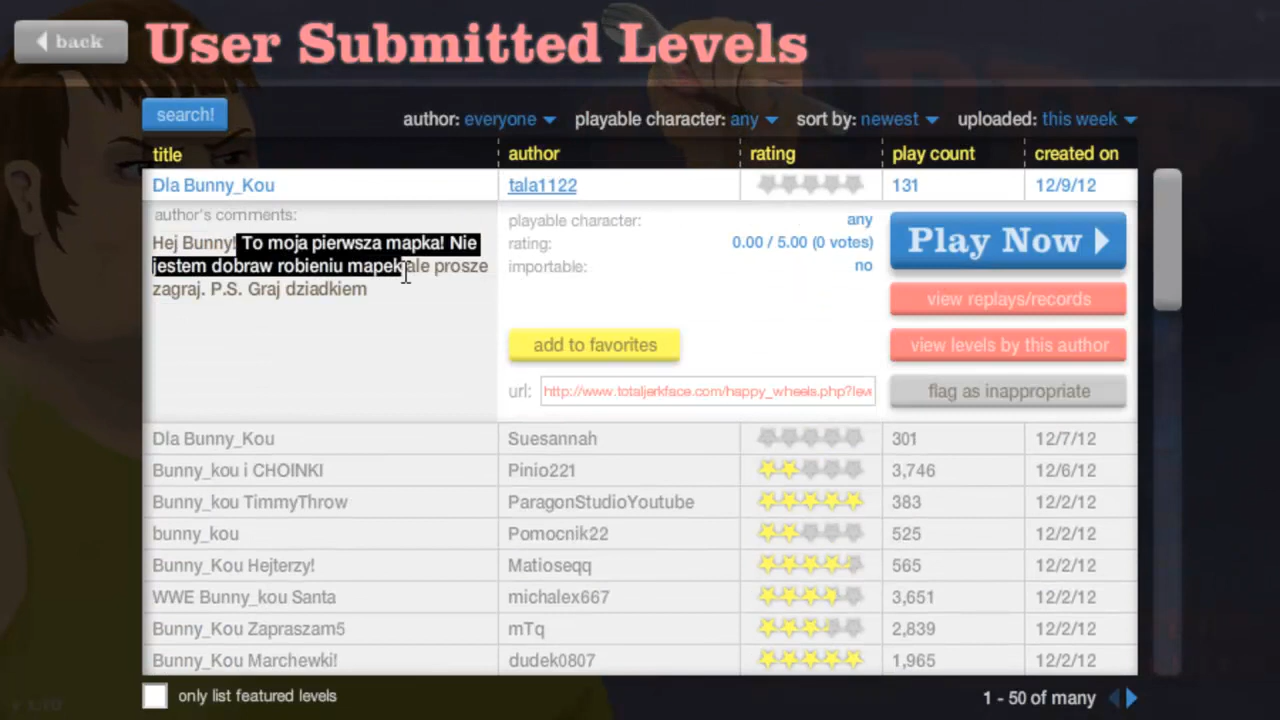 back
User Submitted Levels
search!
author: everyone playable character: any sort by: newest uploaded: this week
title author rating play count created on
Dla Bunny_Kou tala1122 131 12/9/12
author's comments:
Hej Bunny! To moja pierwsza mapka! Nie
jestem dobraw robieniu mapek ale prosze
zagraj. P.S. Graj dziadkiem
playable character: any
rating: 0.00 / 5.00 (0 votes)
importable: no
add to favorites
url: http://www.totaljerkface.com/happy_wheels.php?lev
Play Now
view replays/records
view levels by this author
flag as inappropriate
Dla Bunny_Kou Suesannah 301 12/7/12
Bunny_kou i CHOINKI Pinio221 3,746 12/6/12
Bunny_kou TimmyThrow ParagonStudioYoutube 383 12/2/12
bunny_kou Pomocnik22 525 12/2/12
Bunny_Kou Hejterzy! Matioseqq 565 12/2/12
WWE Bunny_kou Santa michalex667 3,651 12/2/12
Bunny_Kou Zapraszam5 mTq 2,839 12/2/12
Bunny_Kou Marchewki! dudek0807 1,965 12/2/12
only list featured levels
1 - 50 of many